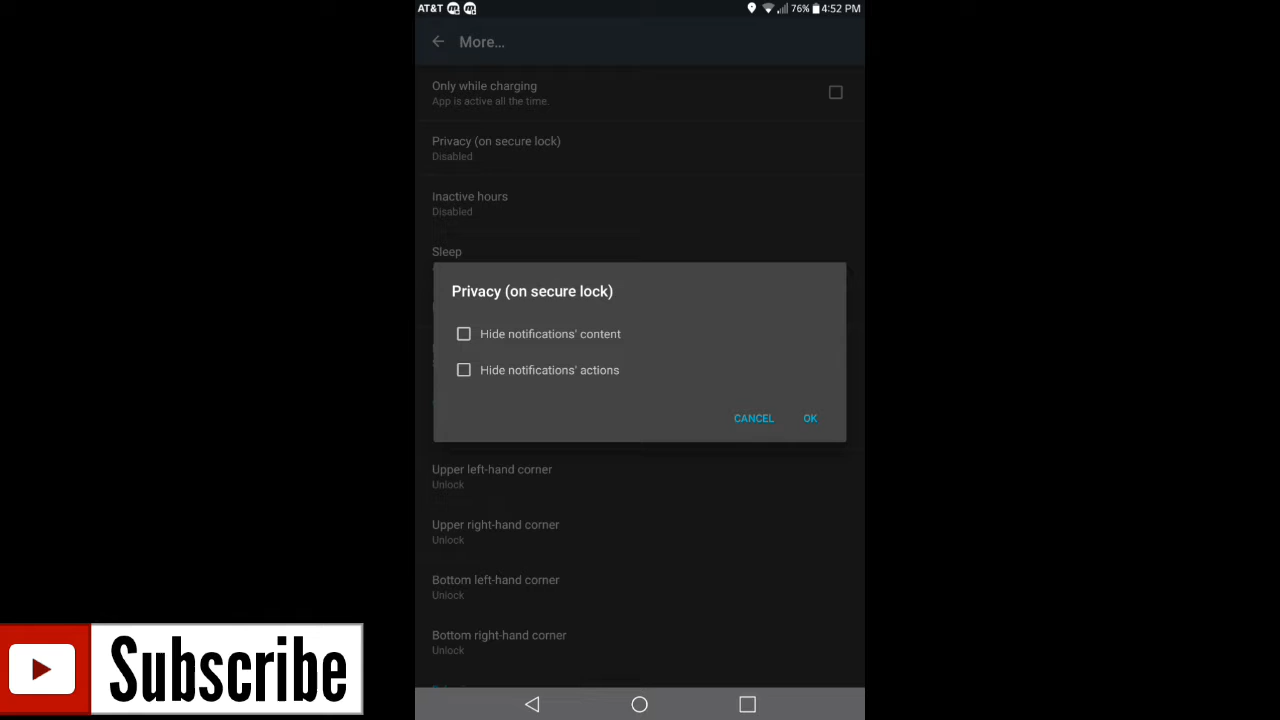 AT&T 76% 4:52 PM
More...
Only while charging
App is active all the time.
Privacy (on secure lock)
Disabled
Inactive hours
Disabled
Sleep
Privacy (on secure lock)
Hide notifications' content
Hide notifications' actions
CANCEL OK
Upper left-hand corner
Unlock
Upper right-hand corner
Unlock
Bottom left-hand corner
Unlock
Bottom right-hand corner
Unlock
Subscribe